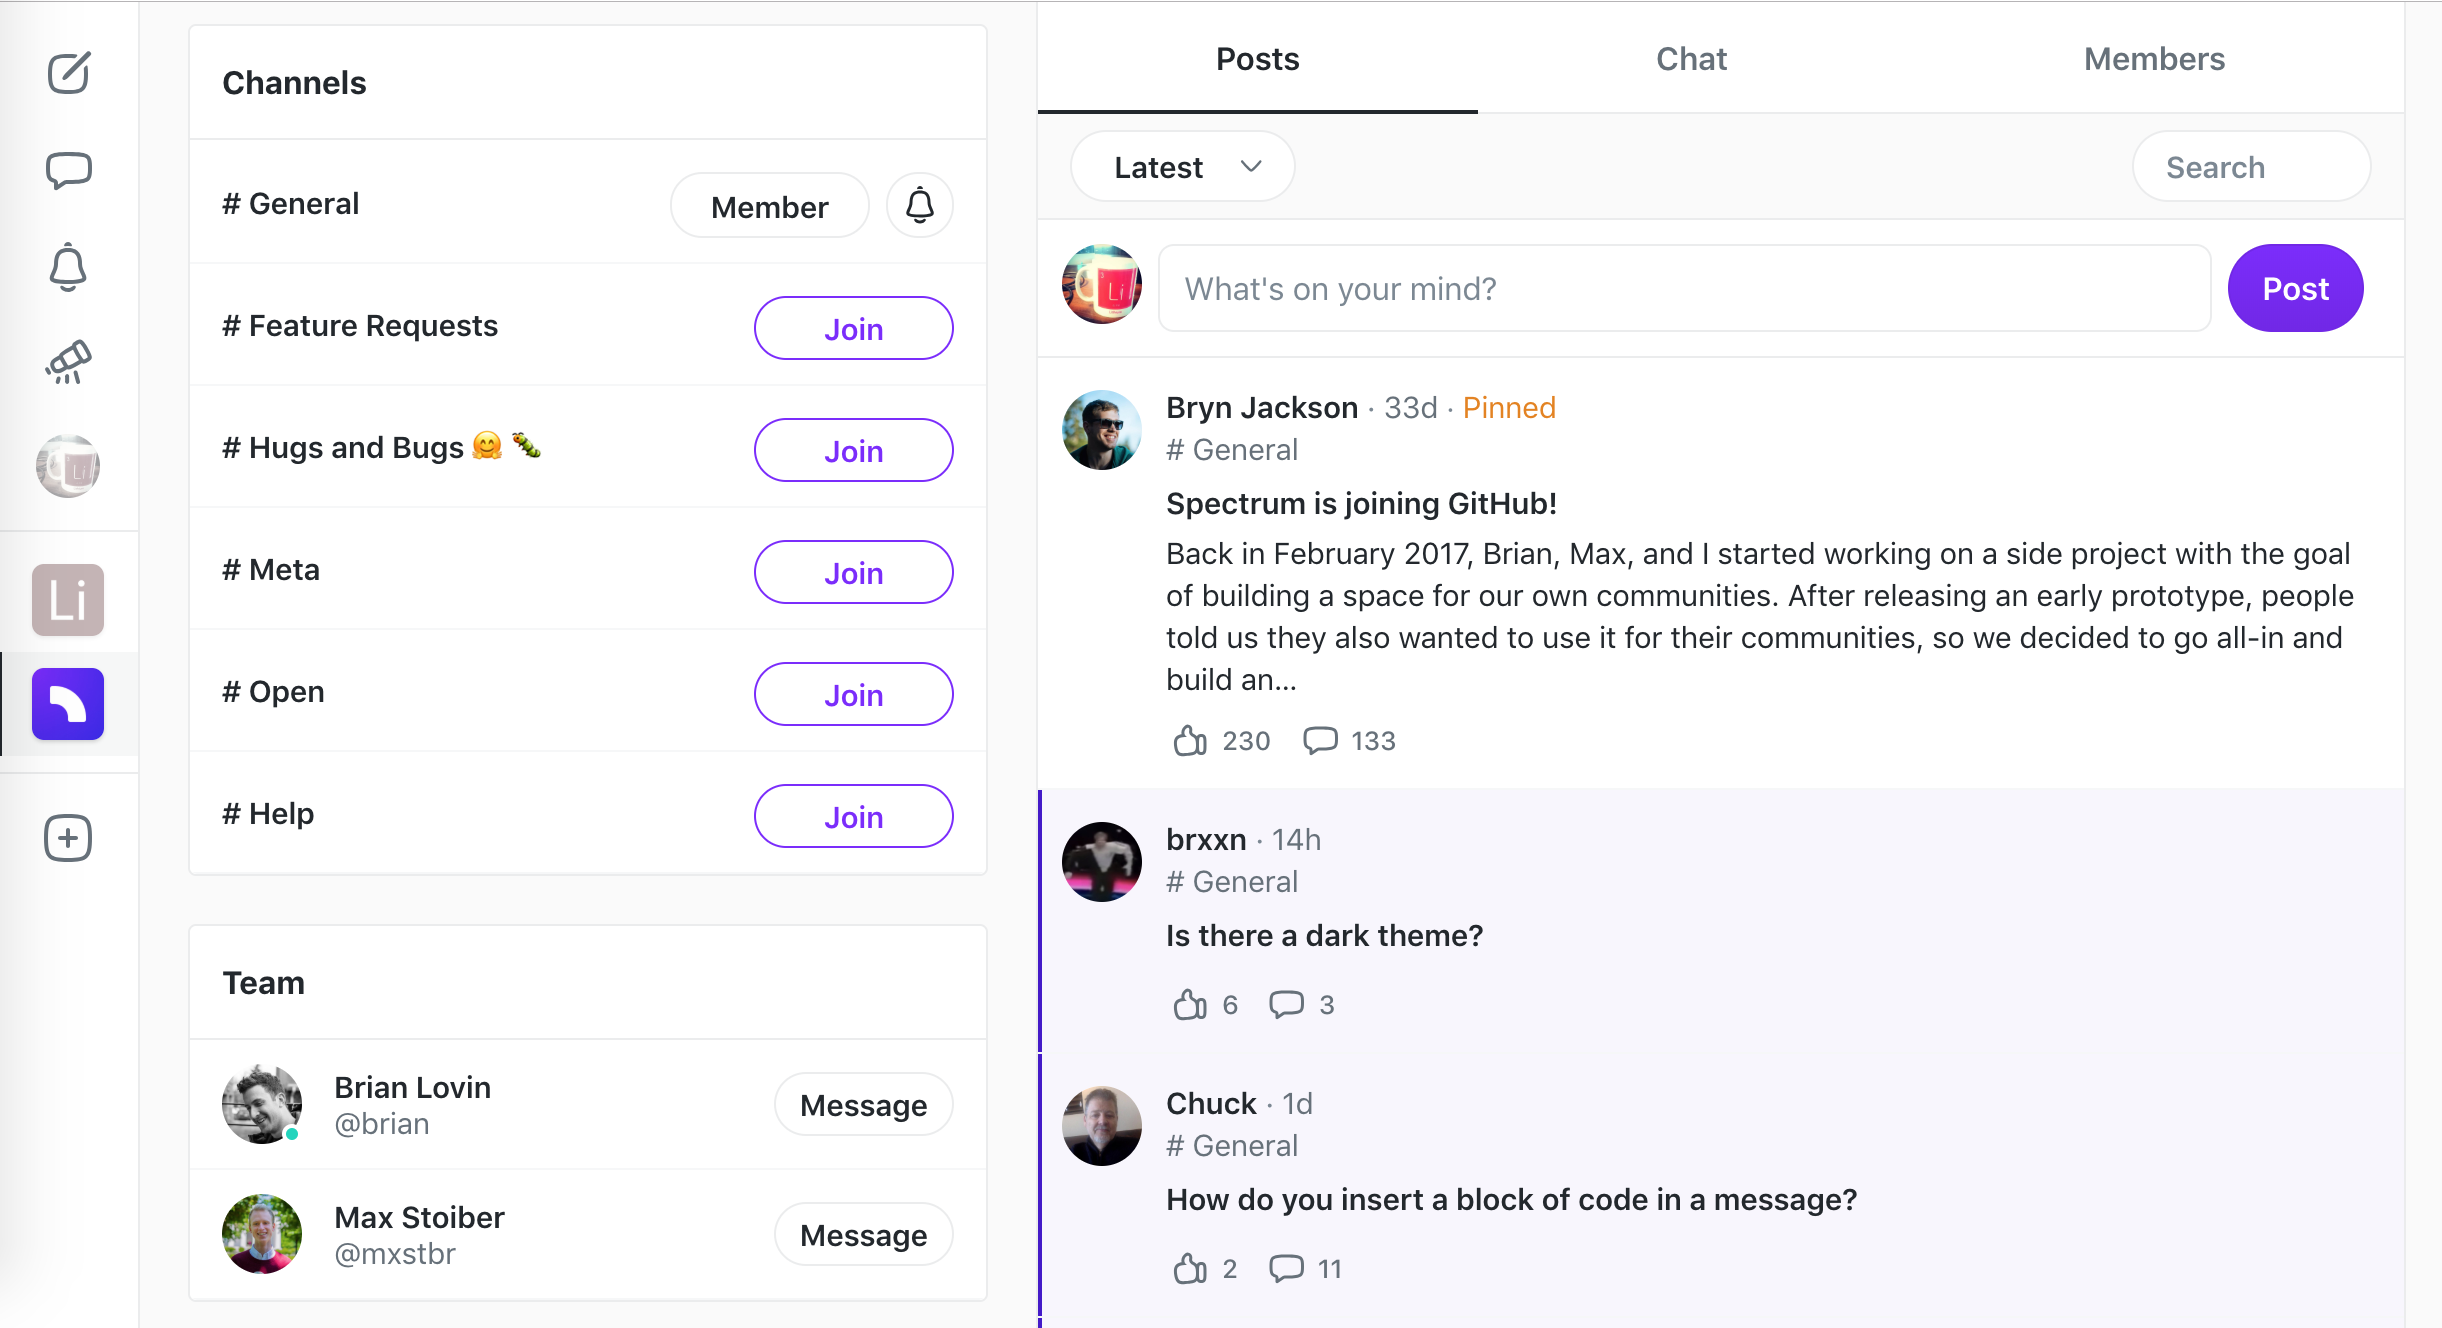 Channels
# General
Member
# Feature Requests
Join
# Hugs and Bugs 🤗 🐛
Join
# Meta
Join
# Open
Join
# Help
Join
Team
Brian Lovin
@brian
Message
Max Stoiber
@mxstbr
Message
Li
Li
Posts
Chat
Members
Latest
Search
Li
What's on your mind?
Post
Bryn Jackson · 33d · Pinned
# General
Spectrum is joining GitHub!
Back in February 2017, Brian, Max, and I started working on a side project with the goal
of building a space for our own communities. After releasing an early prototype, people
told us they also wanted to use it for their communities, so we decided to go all-in and
build an...
230
133
brxxn · 14h
# General
Is there a dark theme?
6
3
Chuck · 1d
# General
How do you insert a block of code in a message?
2
11